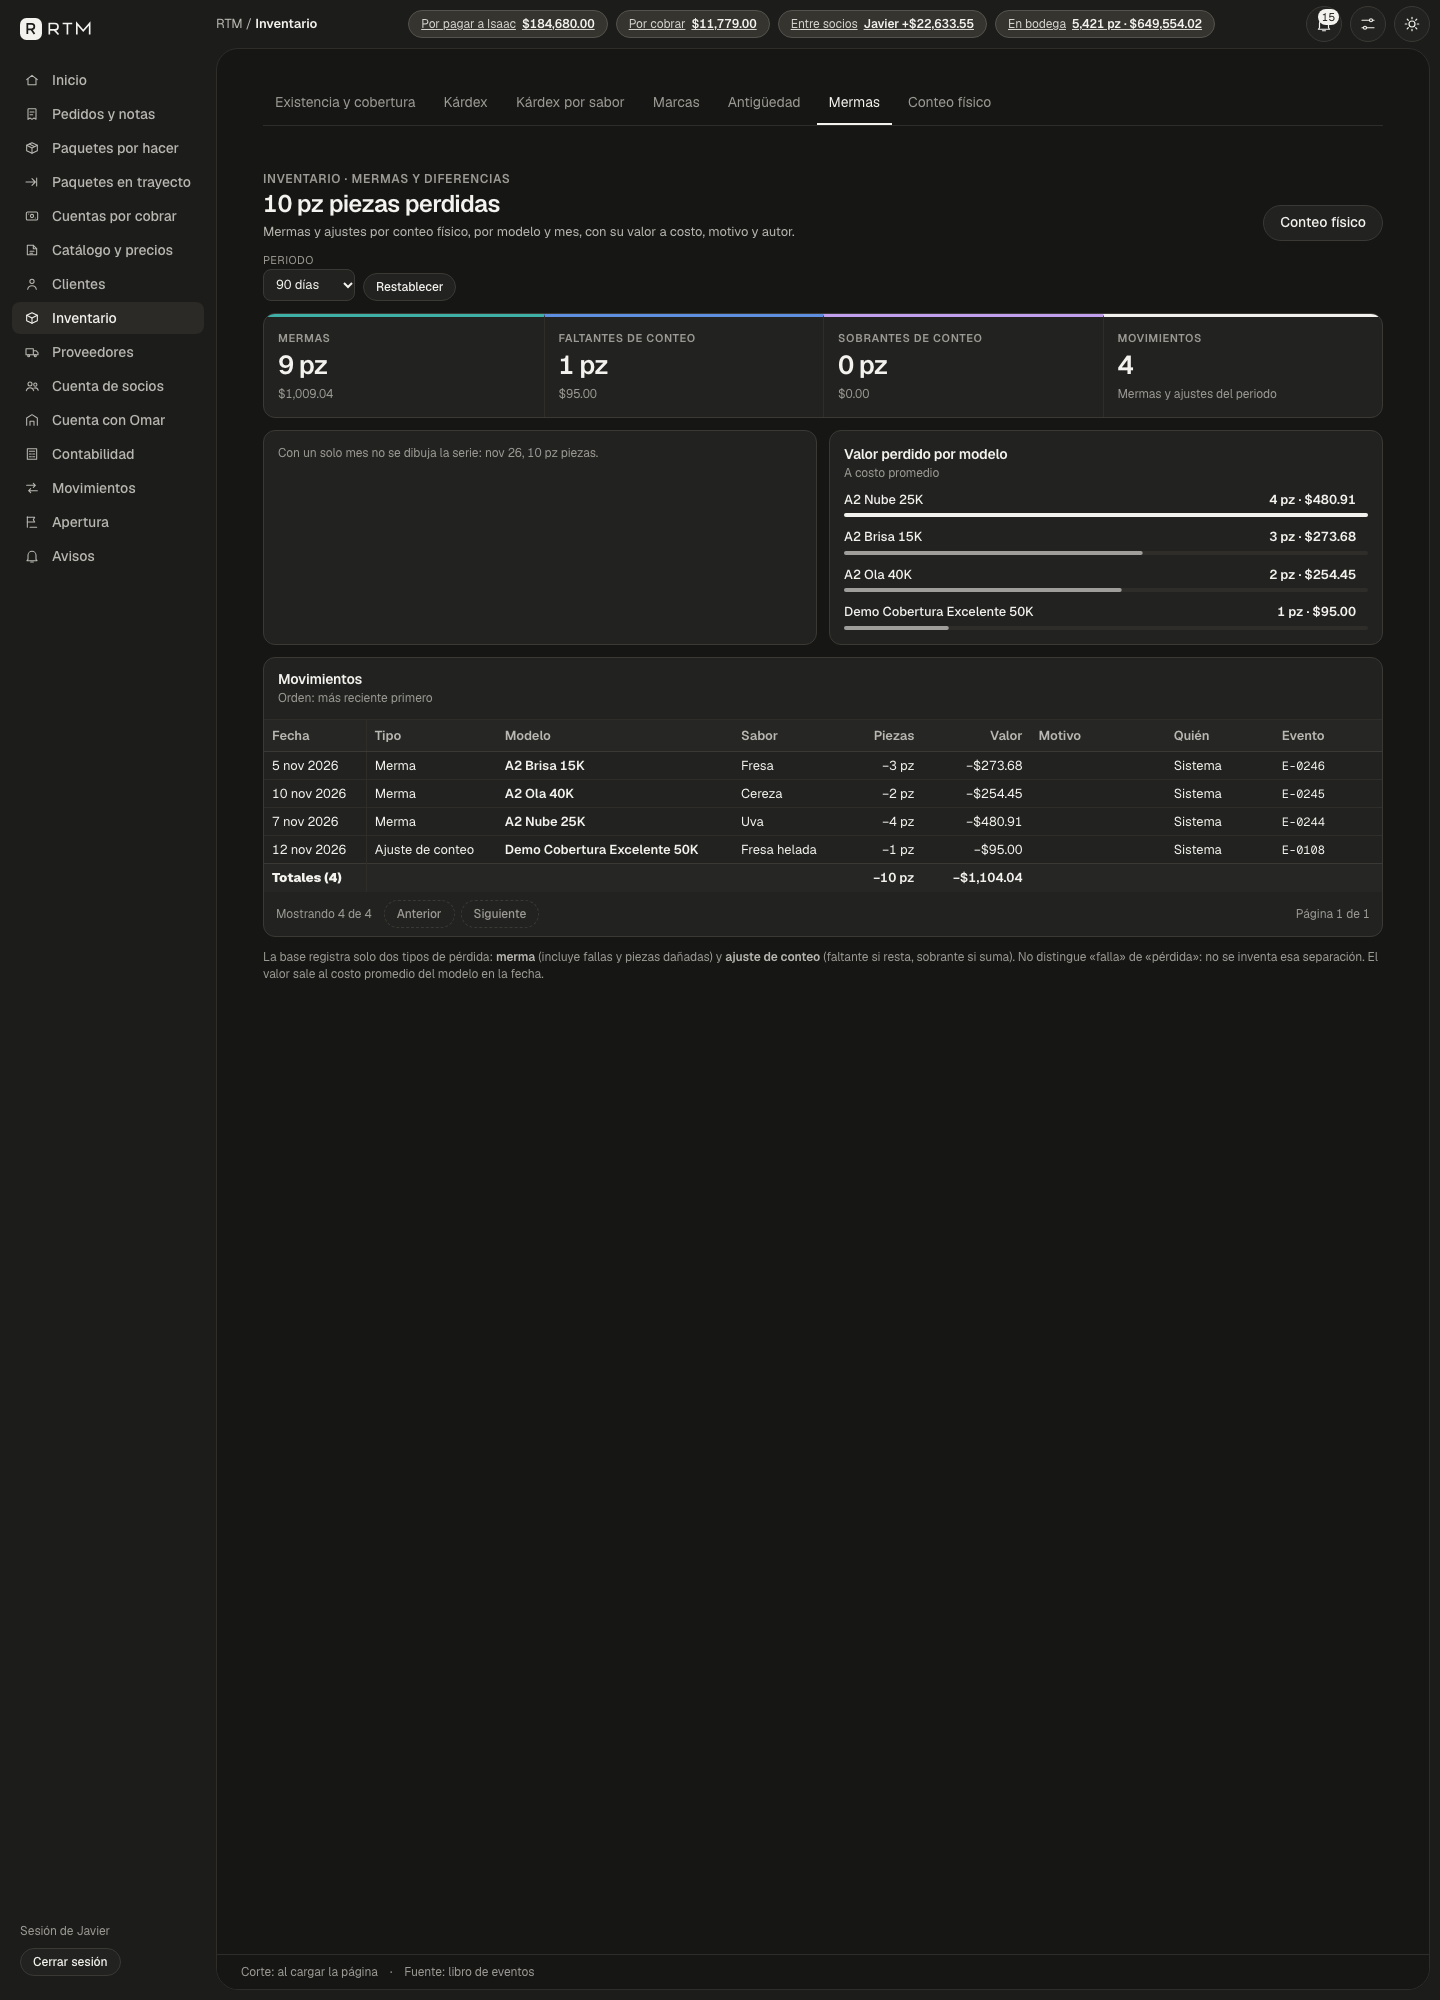 R RTM
RTM / Inventario
Por pagar a Isaac $184,680.00
Por cobrar $11,779.00
Entre socios Javier +$22,633.55
En bodega 5,421 pz · $649,554.02
15
Inicio
Pedidos y notas
Paquetes por hacer
Paquetes en trayecto
Cuentas por cobrar
Catálogo y precios
Clientes
Inventario
Proveedores
Cuenta de socios
Cuenta con Omar
Contabilidad
Movimientos
Apertura
Avisos
Existencia y cobertura Kárdex Kárdex por sabor Marcas Antigüedad Mermas Conteo físico
INVENTARIO · MERMAS Y DIFERENCIAS
10 pz piezas perdidas
Mermas y ajustes por conteo físico, por modelo y mes, con su valor a costo, motivo y autor.
Conteo físico
PERIODO
90 días Restablecer
MERMAS
9 pz
$1,009.04
FALTANTES DE CONTEO
1 pz
$95.00
SOBRANTES DE CONTEO
0 pz
$0.00
MOVIMIENTOS
4
Mermas y ajustes del periodo
Con un solo mes no se dibuja la serie: nov 26, 10 pz piezas.
Valor perdido por modelo
A costo promedio
A2 Nube 25K 4 pz · $480.91
A2 Brisa 15K 3 pz · $273.68
A2 Ola 40K 2 pz · $254.45
Demo Cobertura Excelente 50K 1 pz · $95.00
Movimientos
Orden: más reciente primero
Fecha Tipo Modelo Sabor Piezas Valor Motivo Quién Evento
5 nov 2026 Merma A2 Brisa 15K Fresa −3 pz −$273.68 Sistema E-0246
10 nov 2026 Merma A2 Ola 40K Cereza −2 pz −$254.45 Sistema E-0245
7 nov 2026 Merma A2 Nube 25K Uva −4 pz −$480.91 Sistema E-0244
12 nov 2026 Ajuste de conteo Demo Cobertura Excelente 50K Fresa helada −1 pz −$95.00 Sistema E-0108
Totales (4) −10 pz −$1,104.04
Mostrando 4 de 4 Anterior Siguiente Página 1 de 1
La base registra solo dos tipos de pérdida: merma (incluye fallas y piezas dañadas) y ajuste de conteo (faltante si resta, sobrante si suma). No distingue «falla» de «pérdida»: no se inventa esa separación. El
valor sale al costo promedio del modelo en la fecha.
Sesión de Javier
Cerrar sesión
Corte: al cargar la página · Fuente: libro de eventos